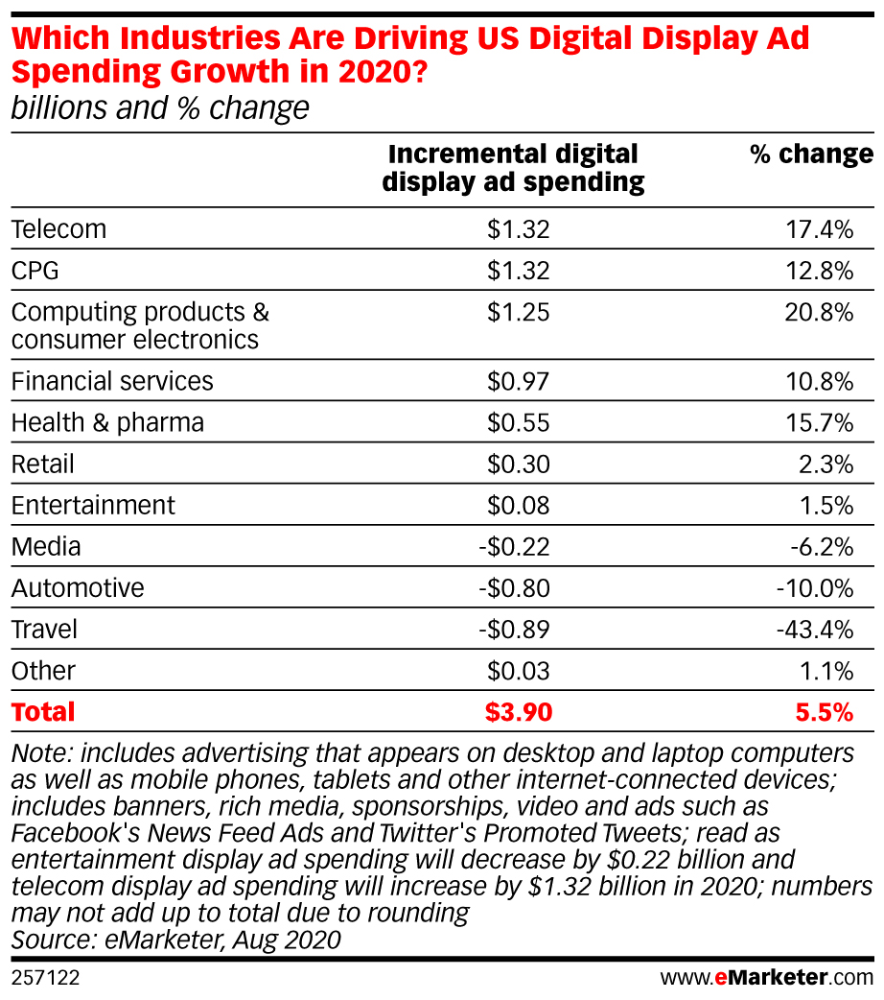 Which Industries Are Driving US Digital Display Ad
Spending Growth in 2020?
billions and % change
Incremental digital
display ad spending
% change
Telecom $1.32 17.4%
CPG $1.32 12.8%
Computing products & $1.25 20.8%
consumer electronics
Financial services $0.97 10.8%
Health & pharma $0.55 15.7%
Retail $0.30 2.3%
Entertainment $0.08 1.5%
Media -$0.22 -6.2%
Automotive -$0.80 -10.0%
Travel -$0.89 -43.4%
Other $0.03 1.1%
Total $3.90 5.5%
Note: includes advertising that appears on desktop and laptop computers
as well as mobile phones, tablets and other internet-connected devices;
includes banners, rich media, sponsorships, video and ads such as
Facebook's News Feed Ads and Twitter's Promoted Tweets; read as
entertainment display ad spending will decrease by $0.22 billion and
telecom display ad spending will increase by $1.32 billion in 2020; numbers
may not add up to total due to rounding
Source: eMarketer, Aug 2020
257122 www.eMarketer.com